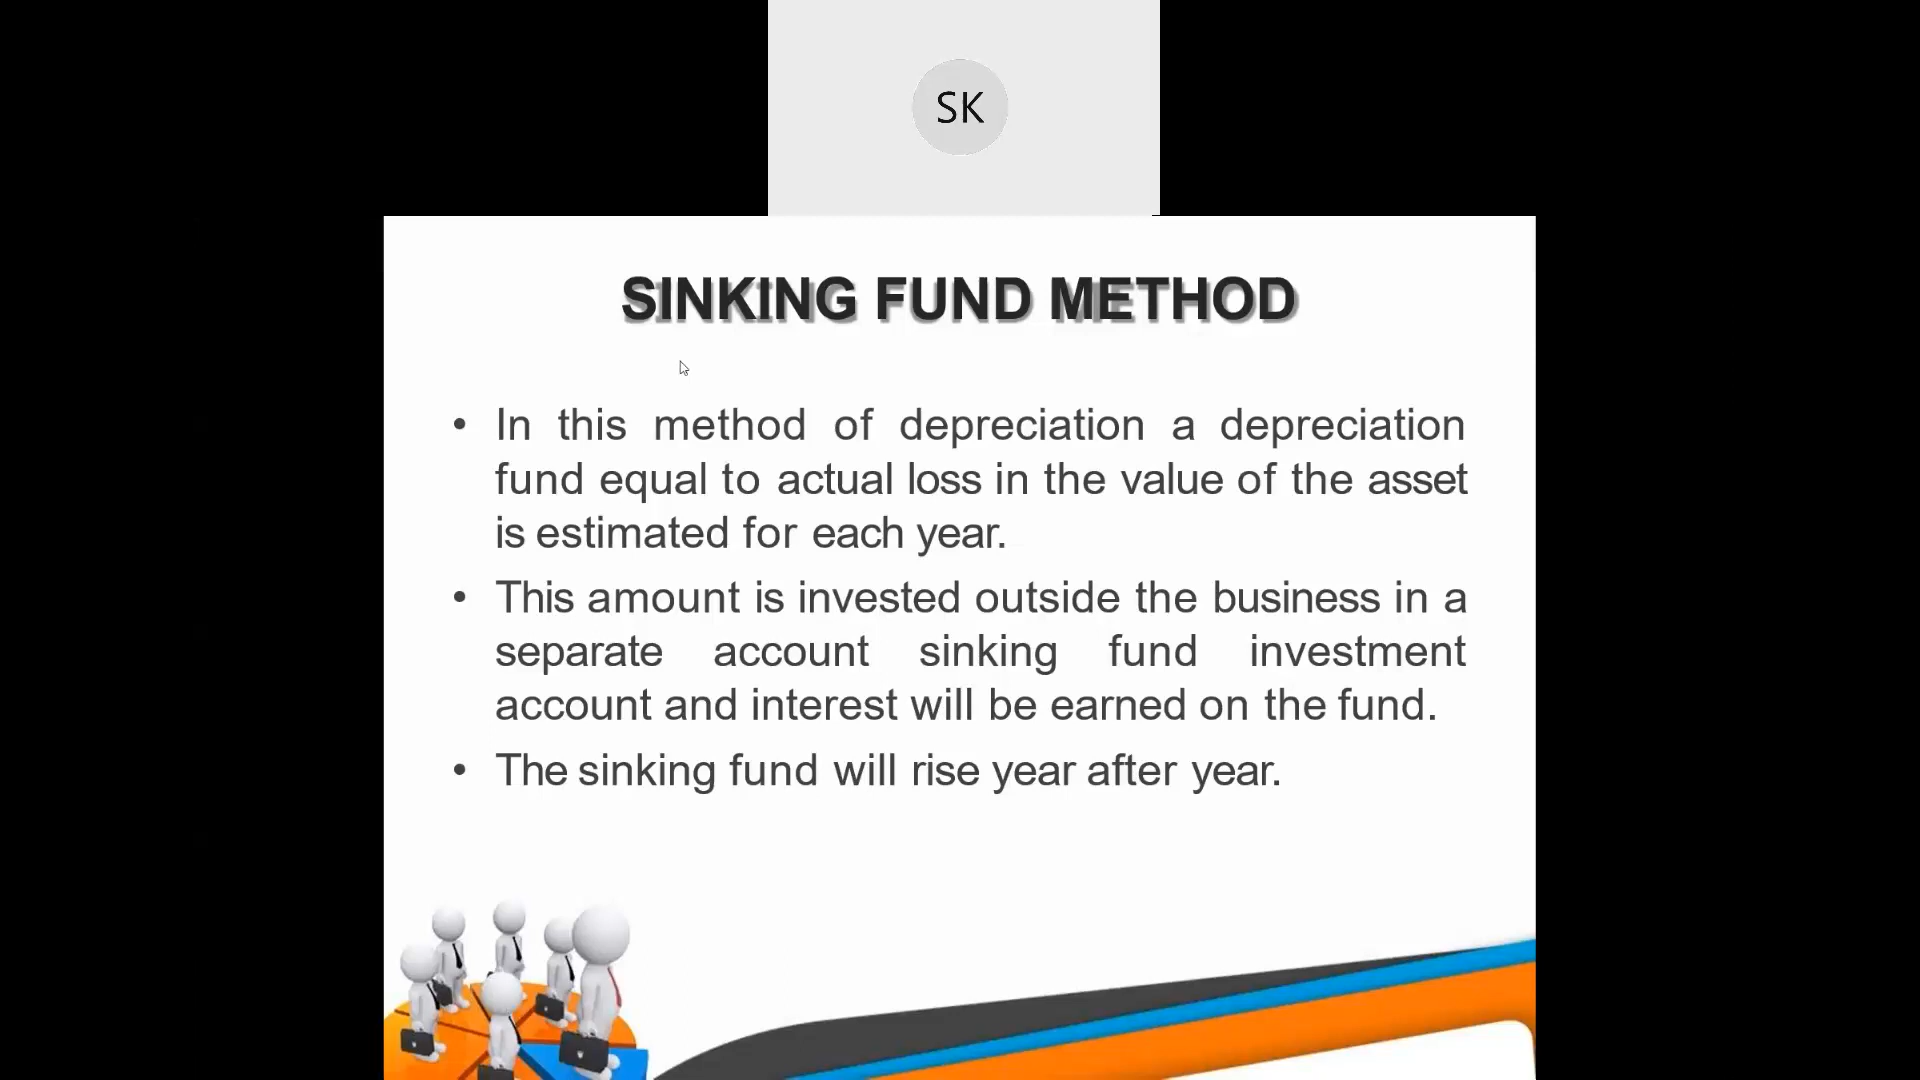 SK
SINKING FUND METHOD
• In this method of depreciation a depreciation
fund equal to actual loss in the value of the asset
is estimated for each year.
• This amount is invested outside the business in a
separate account sinking fund investment
account and interest will be earned on the fund.
• The sinking fund will rise year after year.